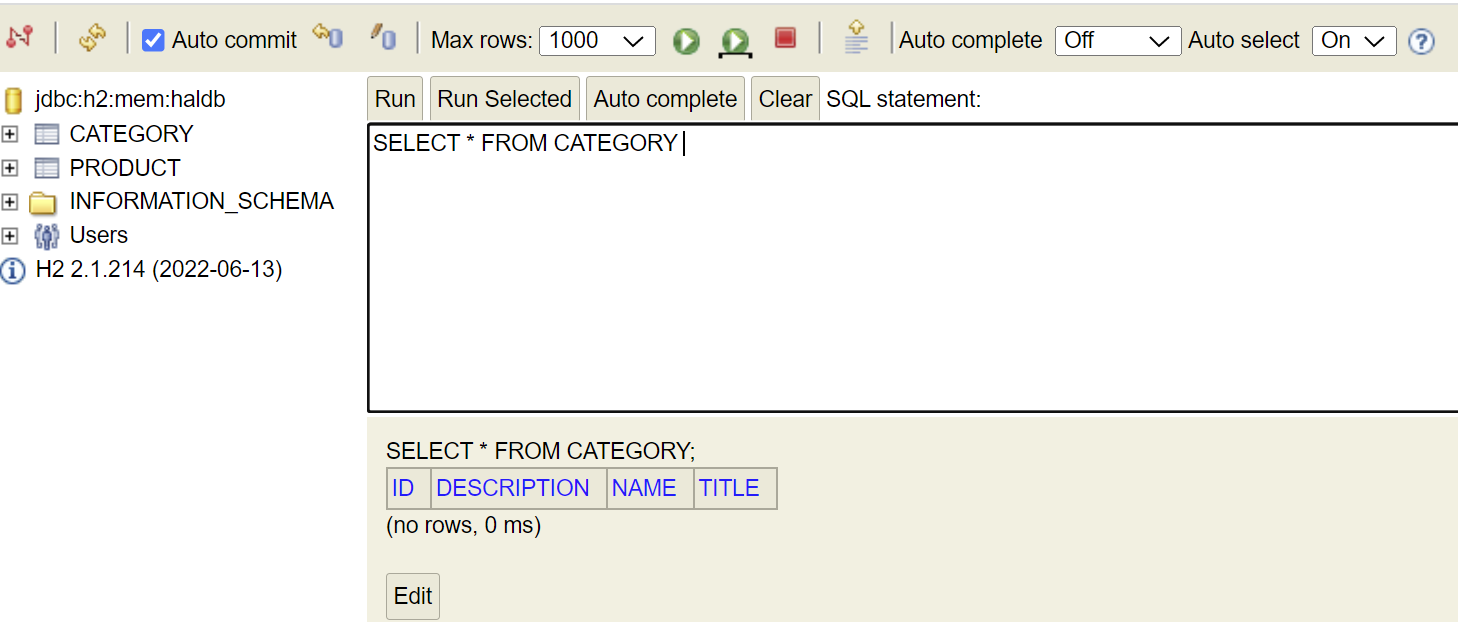 Auto commit Max rows: 1000 Auto complete Off Auto select On
jdbc:h2:mem:haldb
CATEGORY
PRODUCT
INFORMATION_SCHEMA
Users
H2 2.1.214 (2022-06-13)
Run Run Selected Auto complete Clear SQL statement:
SELECT * FROM CATEGORY
SELECT * FROM CATEGORY;
ID DESCRIPTION NAME TITLE
(no rows, 0 ms)
Edit